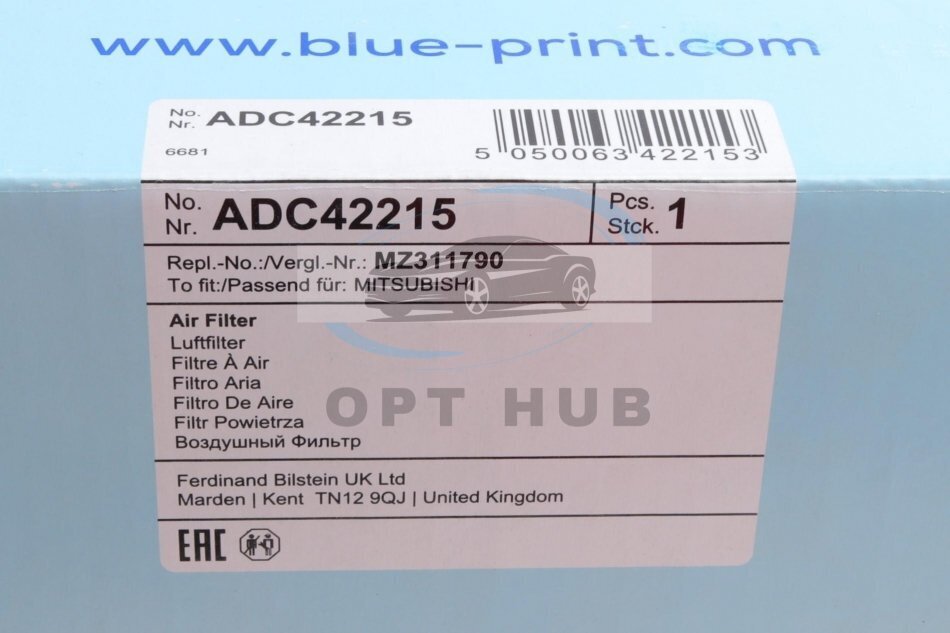 www.blue-print.com
No. Nr. ADC42215
6681
5 050063 422153
No. Nr. ADC42215
Pcs. Stck. 1
Repl.-No.:/Vergl.-Nr.: MZ311790
To fit:/Passend für: MITSUBISHI
Air Filter
Luftfilter
Filtre À Air
Filtro Aria
Filtro De Aire
Filtr Powietrza
Воздушный Фильтр
OPT HUB
Ferdinand Bilstein UK Ltd
Marden | Kent TN12 9QJ | United Kingdom
EAC